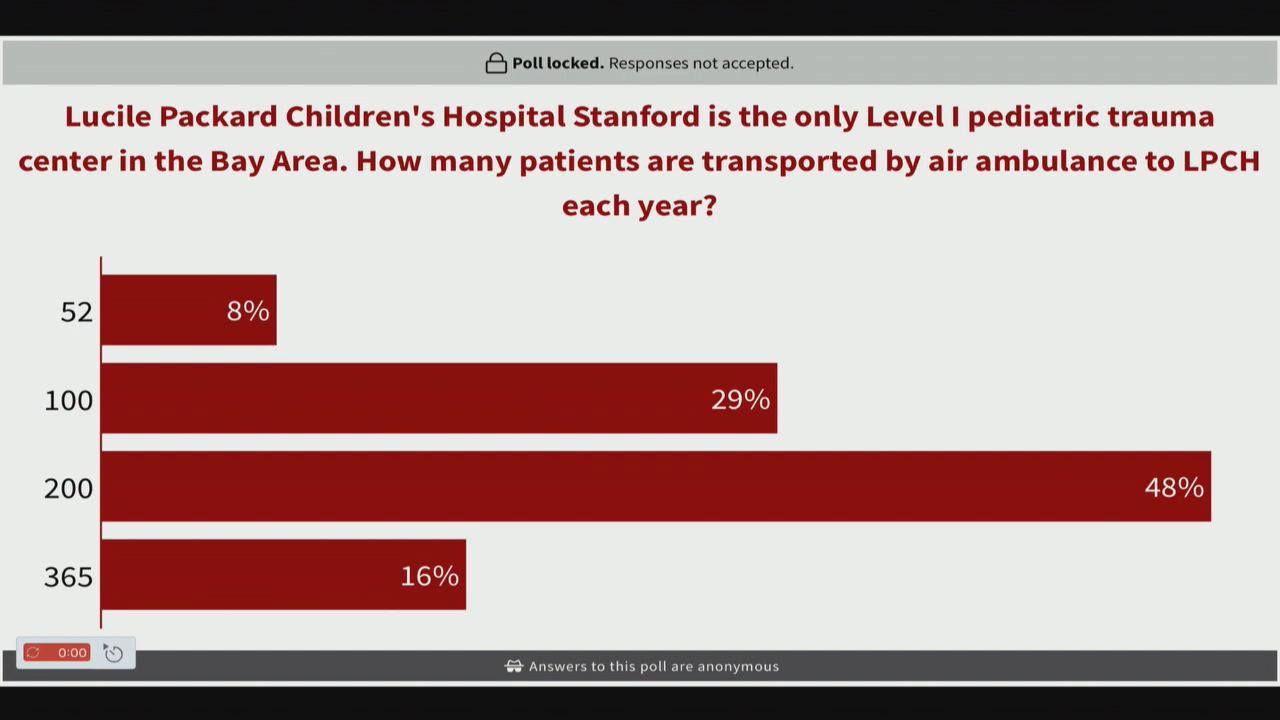 Poll locked. Responses not accepted.
Lucile Packard Children's Hospital Stanford is the only Level I pediatric trauma
center in the Bay Area. How many patients are transported by air ambulance to LPCH
each year?
52 8%
100 29%
200 48%
365 16%
0:00
Answers to this poll are anonymous